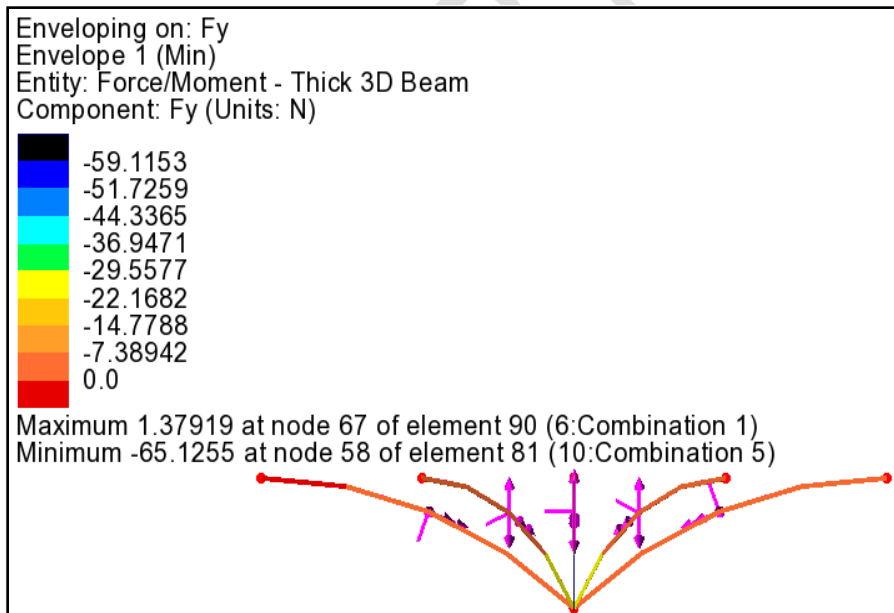 Enveloping on: Fy
Envelope 1 (Min)
Entity: Force/Moment - Thick 3D Beam
Component: Fy (Units: N)
-59.1153
-51.7259
-44.3365
-36.9471
-29.5577
-22.1682
-14.7788
-7.38942
0.0
Maximum 1.37919 at node 67 of element 90 (6:Combination 1)
Minimum -65.1255 at node 58 of element 81 (10:Combination 5)